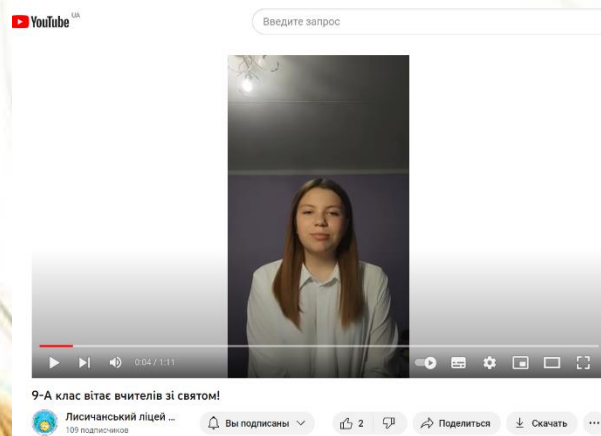 YouTube UA
Введите запрос
0:04 / 1:11
9-А клас вітає вчителів зі святом!
Лисичанський ліцей ...
109 подписчиков
Вы подписаны
2
Поделиться
Скачать